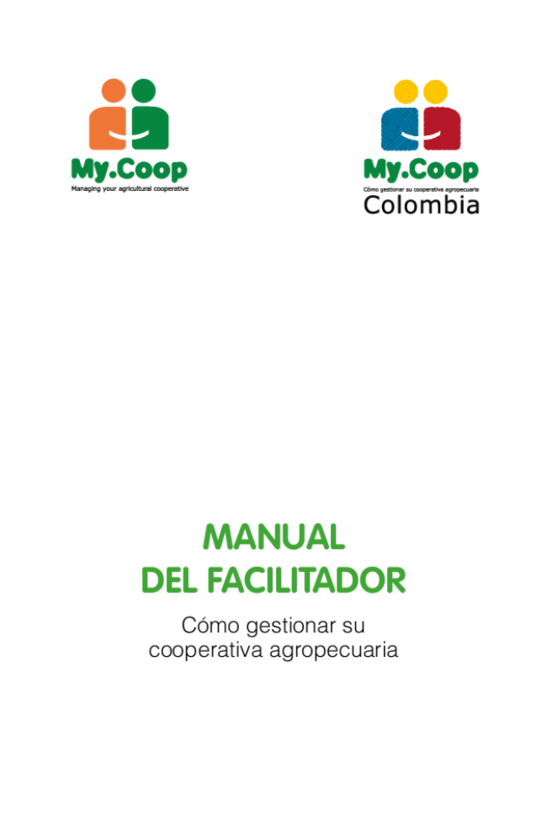 My.Coop
Managing your agricultural cooperative
My.Coop
Cómo gestionar su cooperativa agropecuaria
Colombia
MANUAL
DEL FACILITADOR
Cómo gestionar su
cooperativa agropecuaria